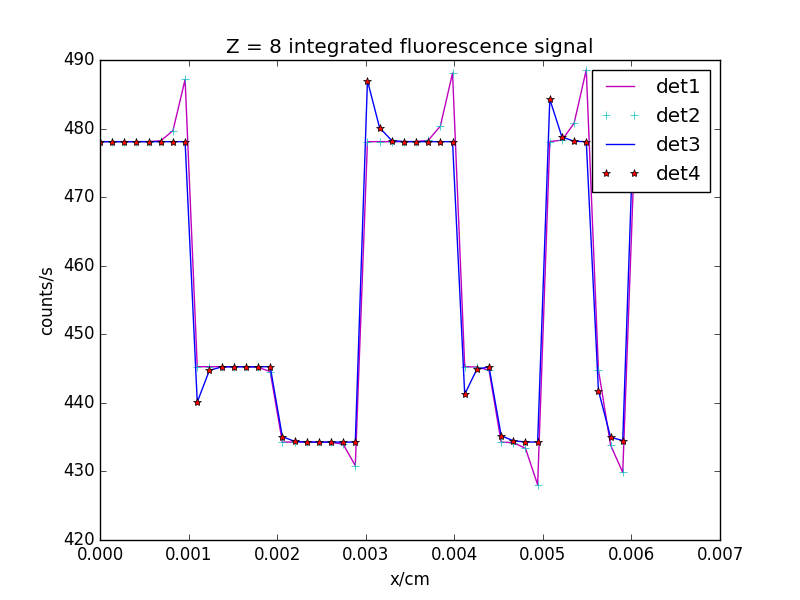 Z = 8 integrated fluorescence signal
490
480
470
460
450
440
430
420
counts/s
det1
det2
det3
det4
0.000 0.001 0.002 0.003 0.004 0.005 0.006 0.007
x/cm